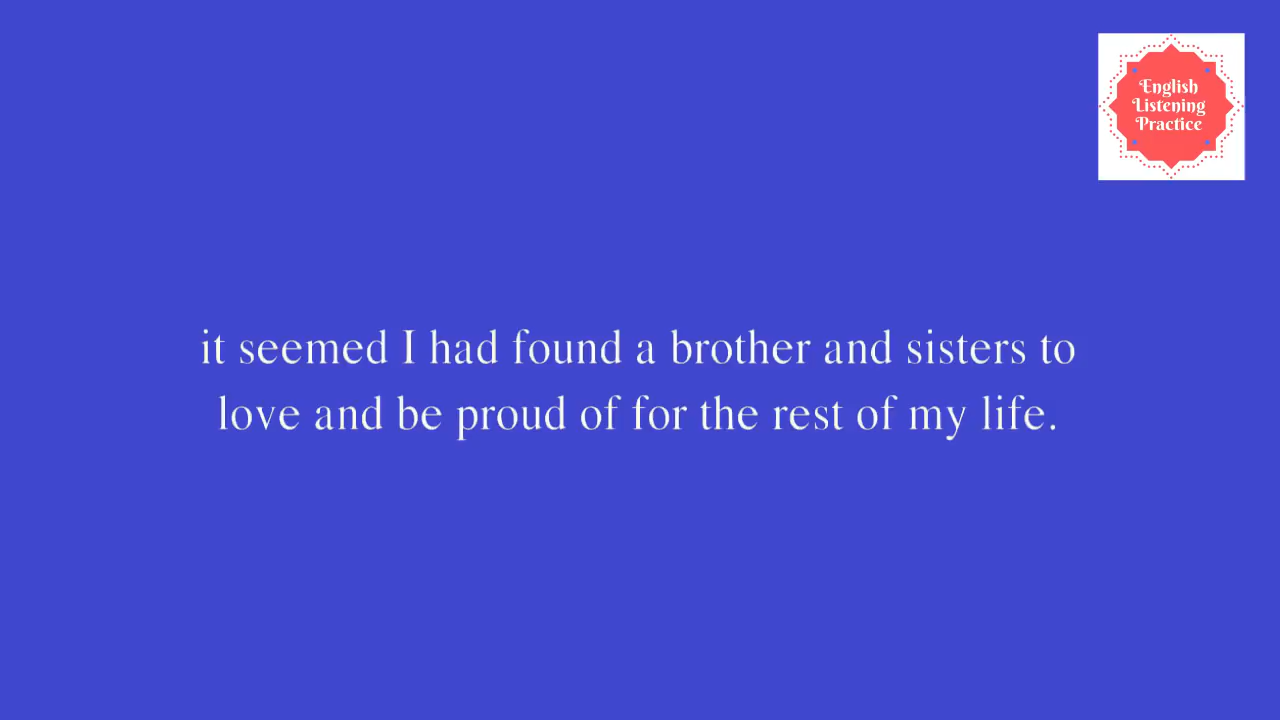 English
Listening
Practice
it seemed I had found a brother and sisters to
love and be proud of for the rest of my life.